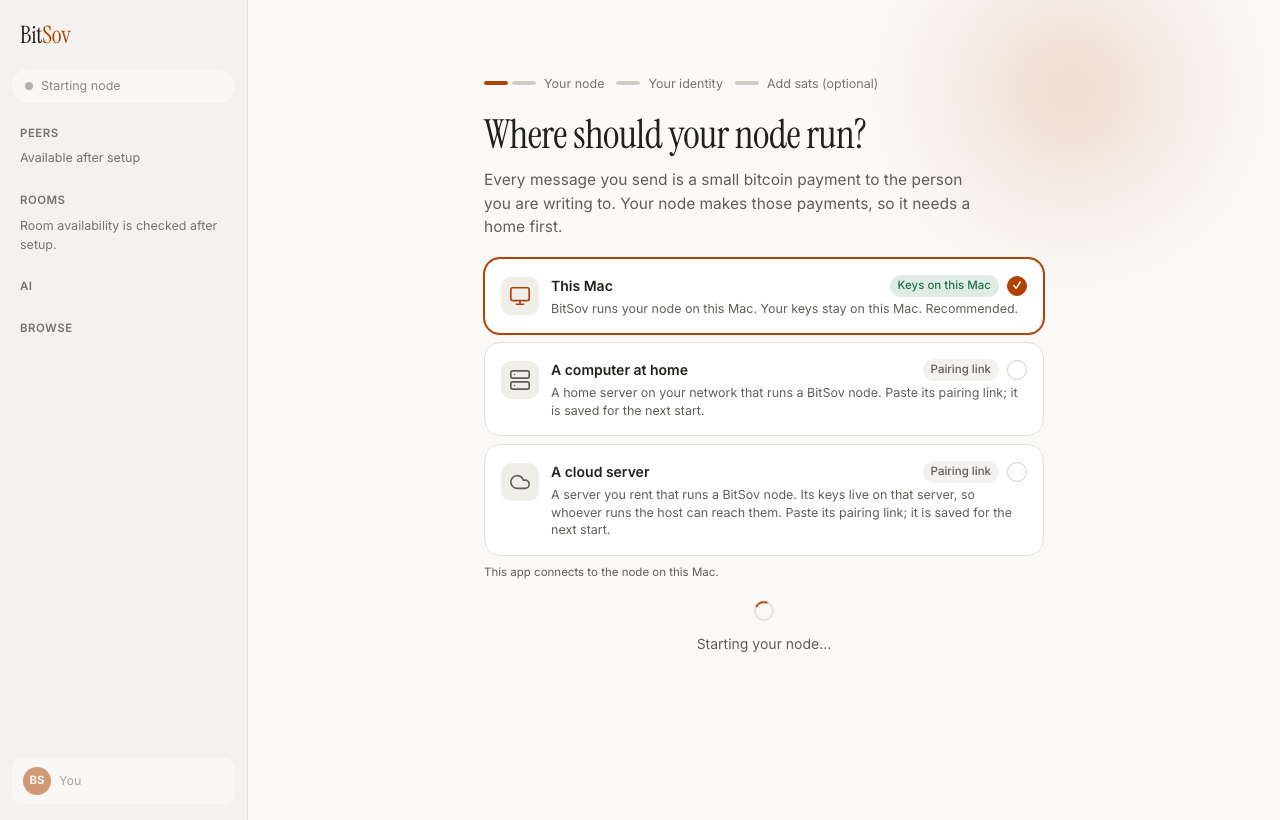 BitSov
Starting node
PEERS
Available after setup
ROOMS
Room availability is checked after
setup.
AI
BROWSE
BS You
Your node
Your identity
Add sats (optional)
Where should your node run?
Every message you send is a small bitcoin payment to the person
you are writing to. Your node makes those payments, so it needs a
home first.
This Mac
Keys on this Mac
BitSov runs your node on this Mac. Your keys stay on this Mac. Recommended.
A computer at home
Pairing link
A home server on your network that runs a BitSov node. Paste its pairing link; it
is saved for the next start.
A cloud server
Pairing link
A server you rent that runs a BitSov node. Its keys live on that server, so
whoever runs the host can reach them. Paste its pairing link; it is saved for the
next start.
This app connects to the node on this Mac.
Starting your node...